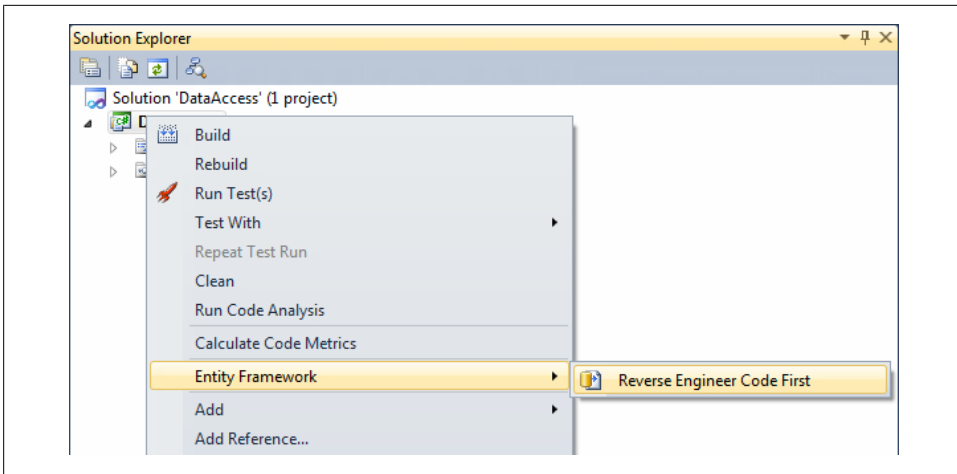 Solution Explorer
Solution 'DataAccess' (1 project)
Build
Rebuild
Run Test(s)
Test With
Repeat Test Run
Clean
Run Code Analysis
Calculate Code Metrics
Entity Framework
Reverse Engineer Code First
Add
Add Reference...